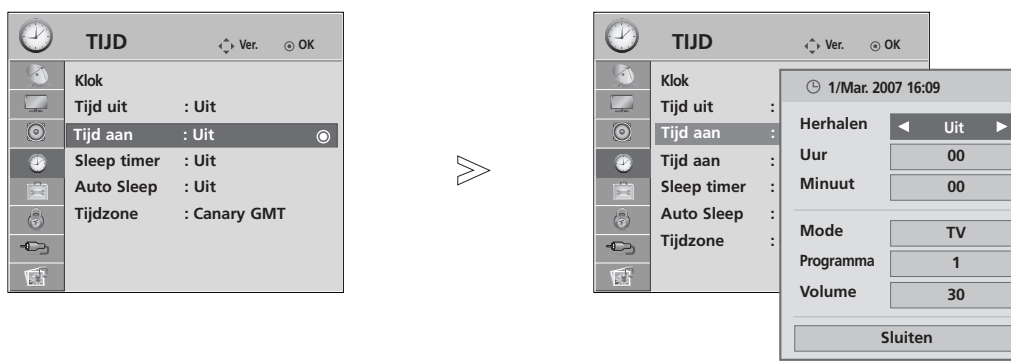 TIJD Ver. OK
Klok
Tijd uit : Uit
Tijd aan : Uit
Sleep timer : Uit
Auto Sleep : Uit
Tijdzone : Canary GMT
TIJD Ver. OK
Klok
Tijd uit :
Tijd aan :
Tijd aan :
Sleep timer :
Auto Sleep :
Tijdzone :
1/Mar. 2007 16:09
Herhalen ◄ Uit ►
Uur 00
Minuut 00
Mode TV
Programma 1
Volume 30
Sluiten